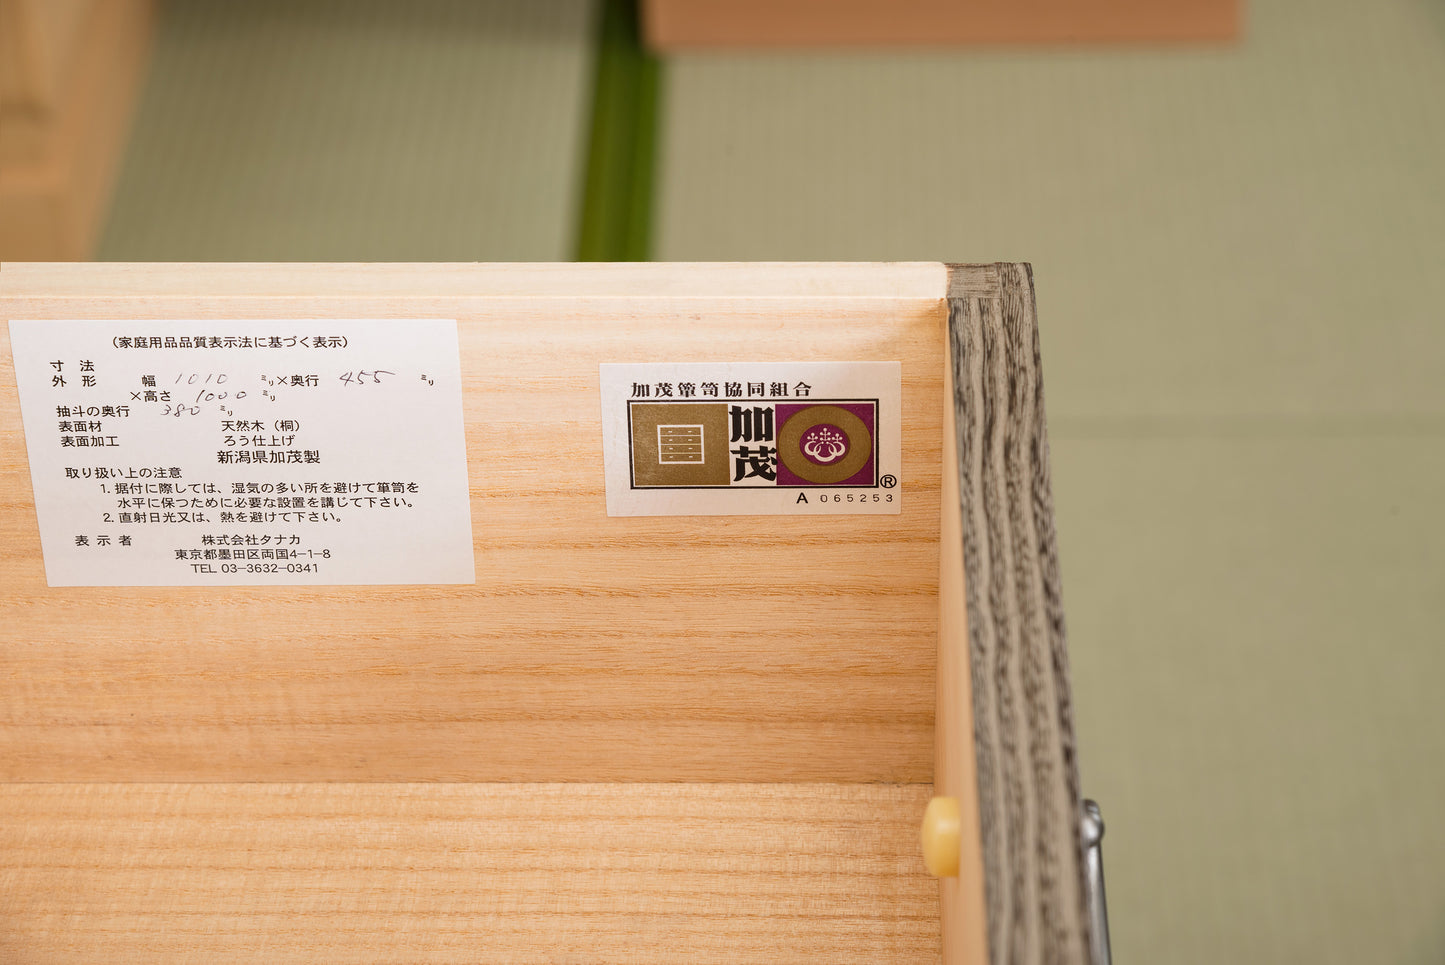 (家庭用品品質表示法に基づく表示)
寸 法
外 形 幅 1010 ミリ×奥行 455 ミリ
×高さ 1000 ミリ
抽斗の奥行 380 ミリ
表面材 天然木(桐)
表面加工 ろう仕上げ
新潟県加茂製
取り扱い上の注意
1. 据付に際しては、湿気の多い所を避けて箪笥を
水平に保つために必要な設置を講じて下さい。
2. 直射日光又は、熱を避けて下さい。
表 示 者 株式会社タナカ
東京都墨田区両国4-1-8
TEL 03-3632-0341
加茂箪笥協同組合
加茂
®
A 065253